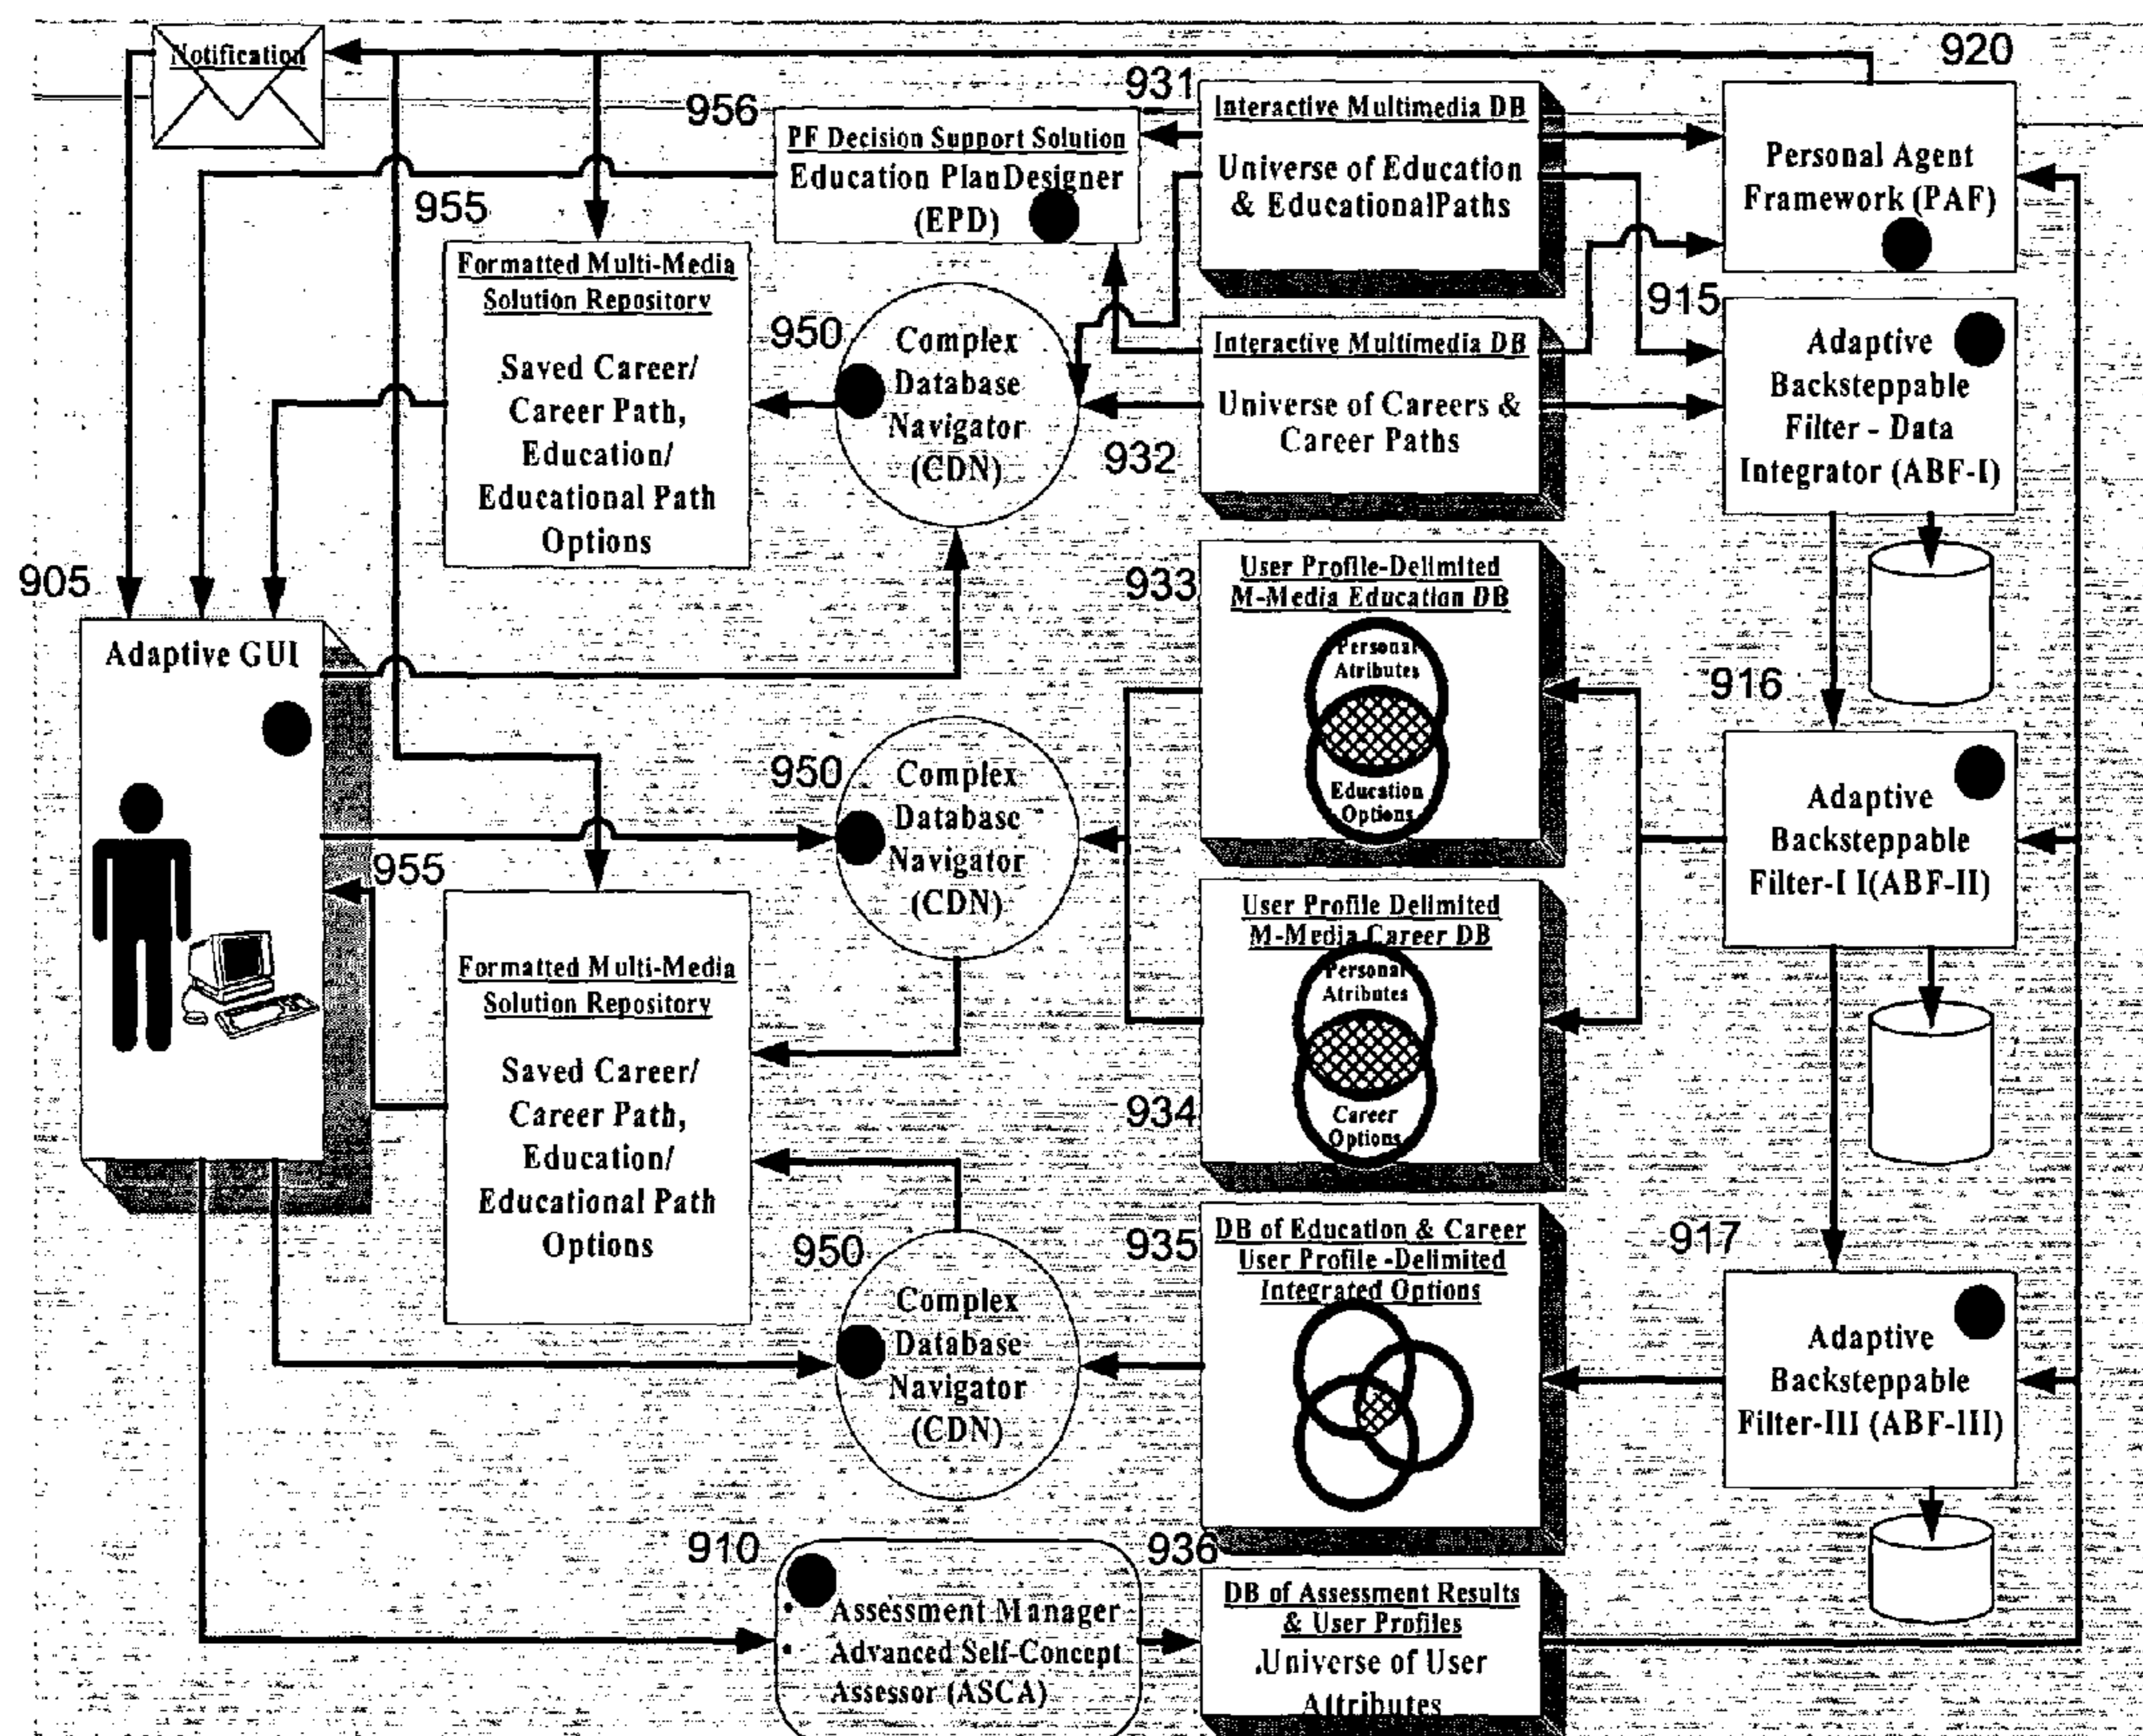 Notification
920
931
956
Interactive Multimedia DB
Universe of Education
& EducationalPaths
PF Decision Support Solution
Education PlanDesigner
(EPD)
Personal Agent
Framework (PAF)
955
Formatted Multi-Media
Solution Repository
Saved Career/
Career Path,
Education/
Educational Path
Options
950
Complex
Database
Navigator
(CDN)
915
Interactive Multimedia DB
Universe of Careers &
Career Paths
932
Adaptive
Backsteppable
Filter - Data
Integrator (ABF-I)
905
Adaptive GUI
933
User Profile-Delimited
M-Media Education DB
Personal
Atributes
Education
Options
916
950
Complex
Database
Navigator
(CDN)
Adaptive
Backsteppable
Filter-I I(ABF-II)
955
Formatted Multi-Media
Solution Repository
Saved Career/
Career Path,
Education/
Educational Path
Options
User Profile Delimited
M-Media Career DB
Personal
Atributes
Career
Options
934
917
950
Complex
Database
Navigator
(CDN)
935
DB of Education & Career
User Profile -Delimited
Integrated Options
Adaptive
Backsteppable
Filter-III (ABF-III)
910
• Assessment Manager
• Advanced Self-Concept
Assessor (ASCA)
936
DB of Assessment Results
& User Profiles
Universe of User
Attributes